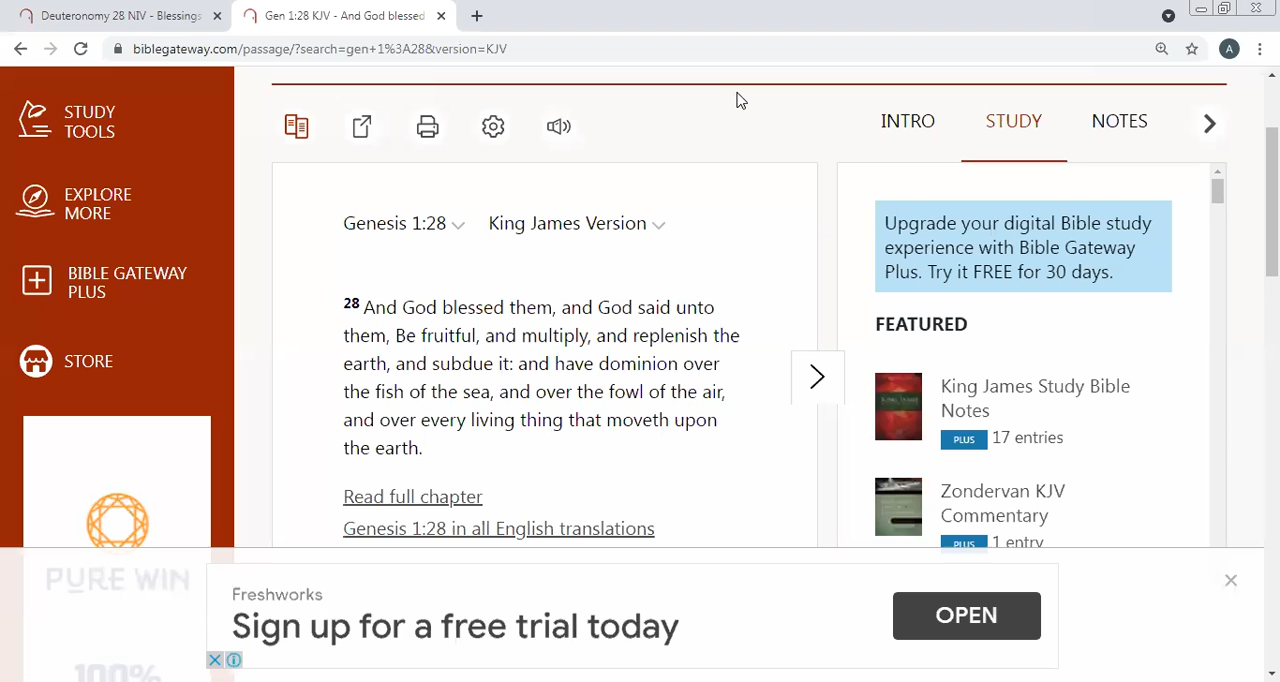 Deuteronomy 28 NIV - Blessings
Gen 1:28 KJV - And God blessed
biblegateway.com/passage/?search=gen+1%3A28&version=KJV
A
STUDY
TOOLS
EXPLORE
MORE
BIBLE GATEWAY
PLUS
STORE
INTRO
STUDY
NOTES
Genesis 1:28
King James Version
28 And God blessed them, and God said unto
them, Be fruitful, and multiply, and replenish the
earth, and subdue it: and have dominion over
the fish of the sea, and over the fowl of the air,
and over every living thing that moveth upon
the earth.
Read full chapter
Genesis 1:28 in all English translations
Upgrade your digital Bible study
experience with Bible Gateway
Plus. Try it FREE for 30 days.
FEATURED
King James Study Bible
Notes
PLUS 17 entries
Zondervan KJV
Commentary
PLUS 1 entry
PURE WIN
100%
Freshworks
Sign up for a free trial today
OPEN